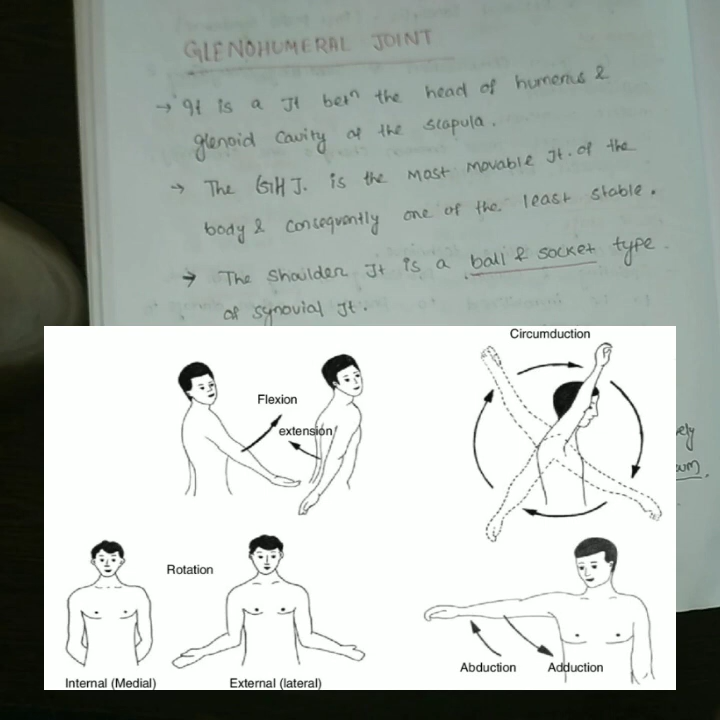 GLENOHUMERAL JOINT
→ It is a Jt betn the head of humerus &
glenoid cavity of the scapula.
→ The GHJ. is the most movable Jt. of the
body & consequently one of the least stable.
→ The shoulder Jt is a ball & socket type
of synovial Jt.
Circumduction
Flexion
extension
Rotation
Internal (Medial)
External (lateral)
Abduction
Adduction